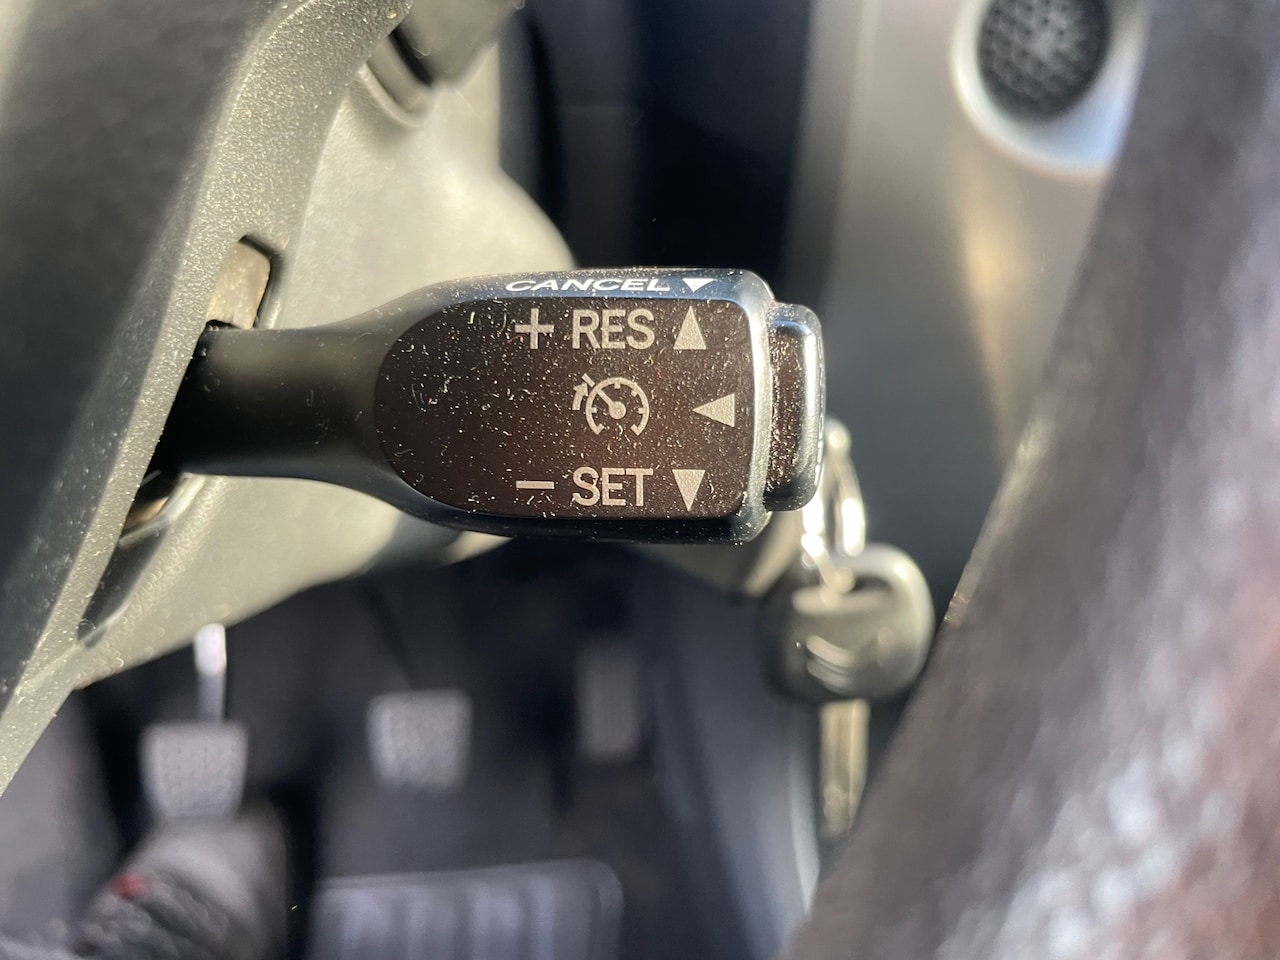 CANCEL ▼
+ RES ▲
◀
− SET ▼